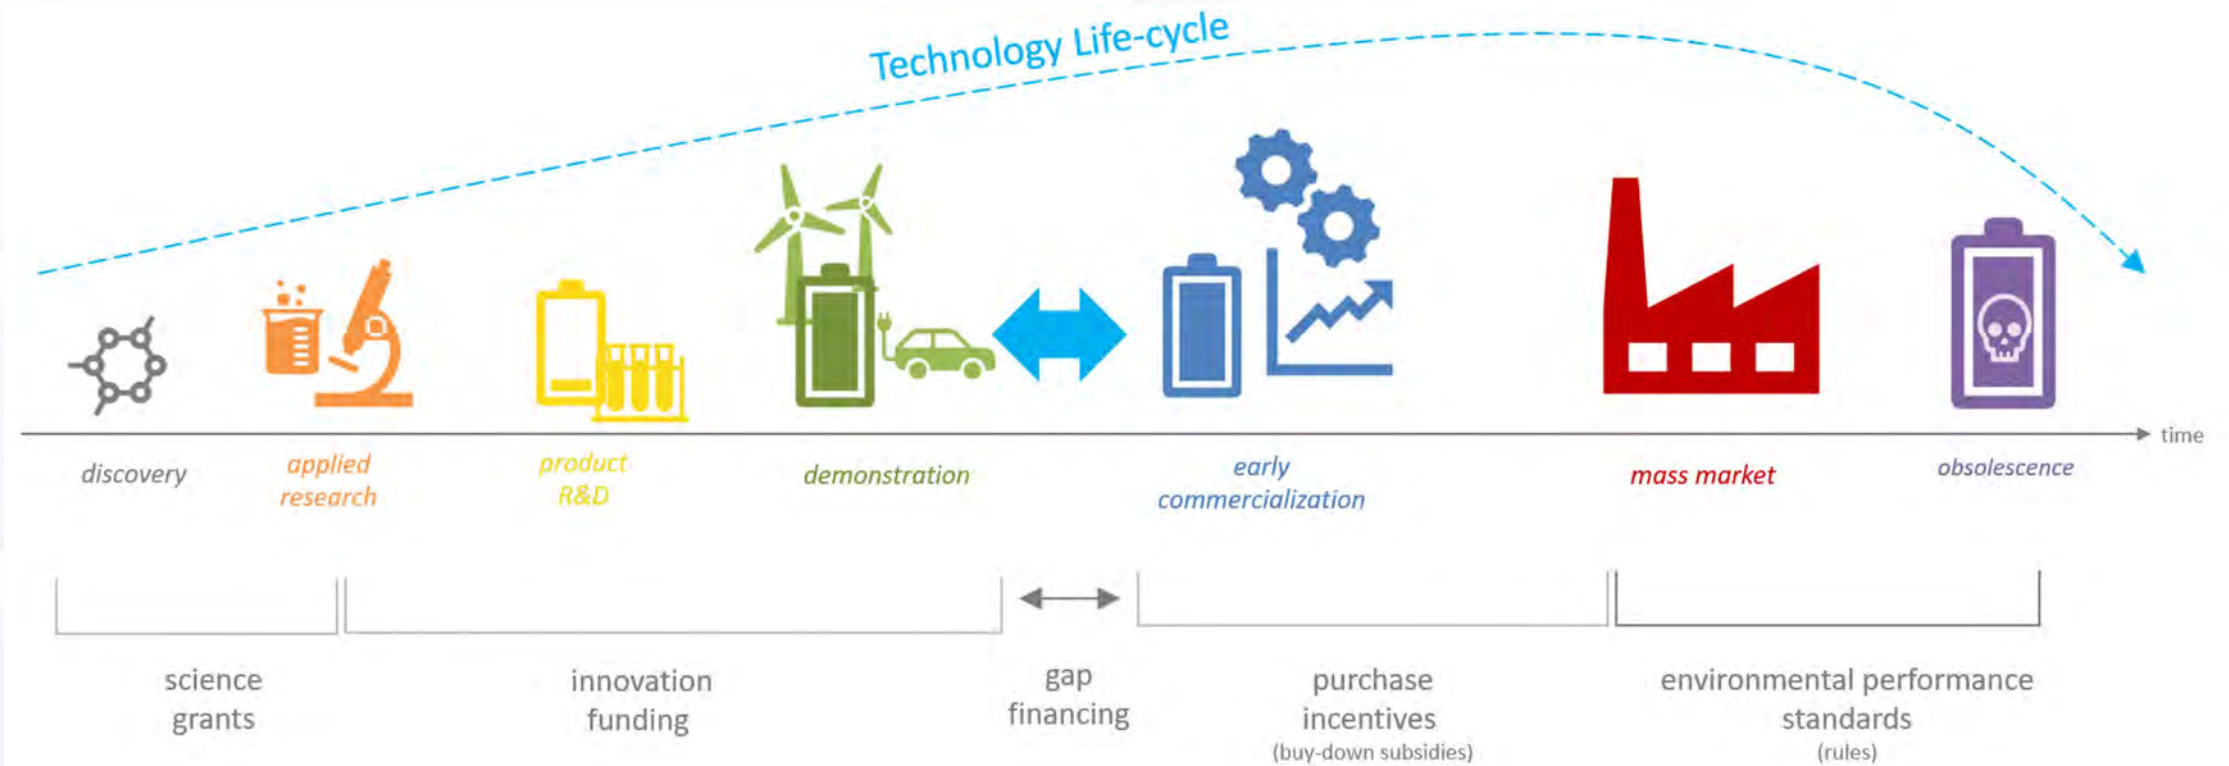 Technology Life-cycle
time
discovery
applied
research
product
R&D
demonstration
early
commercialization
mass market
obsolescence
science
grants
innovation
funding
gap
financing
purchase
incentives
(buy-down subsidies)
environmental performance
standards
(rules)